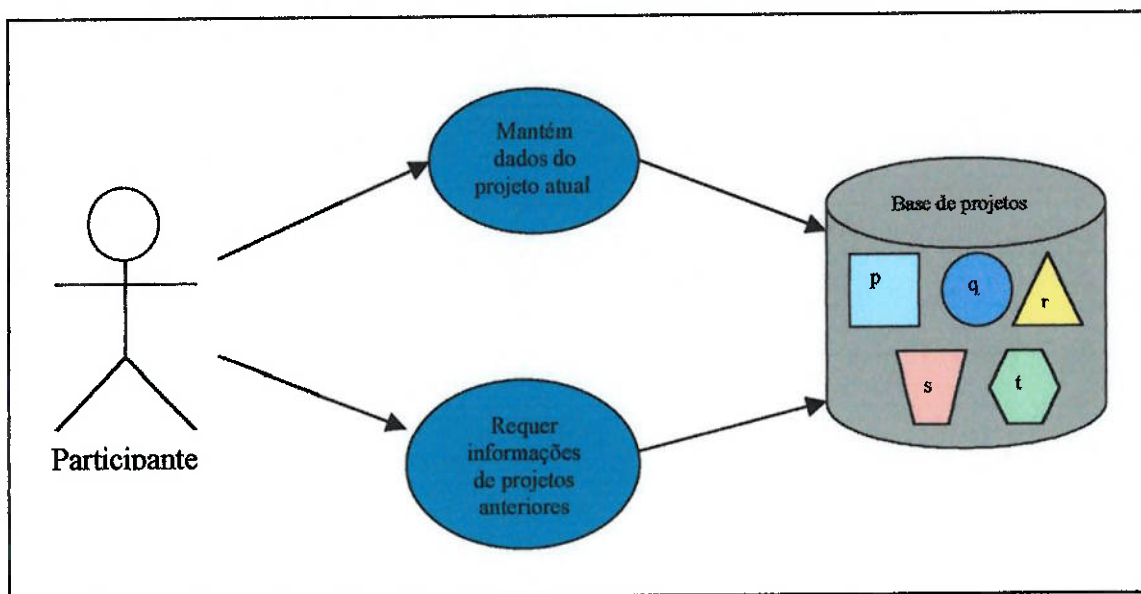 Mantém
dados do
projeto atual
Base de projetos
p
q
r
s
t
Participante
Requer
informações
de projetos
anteriores